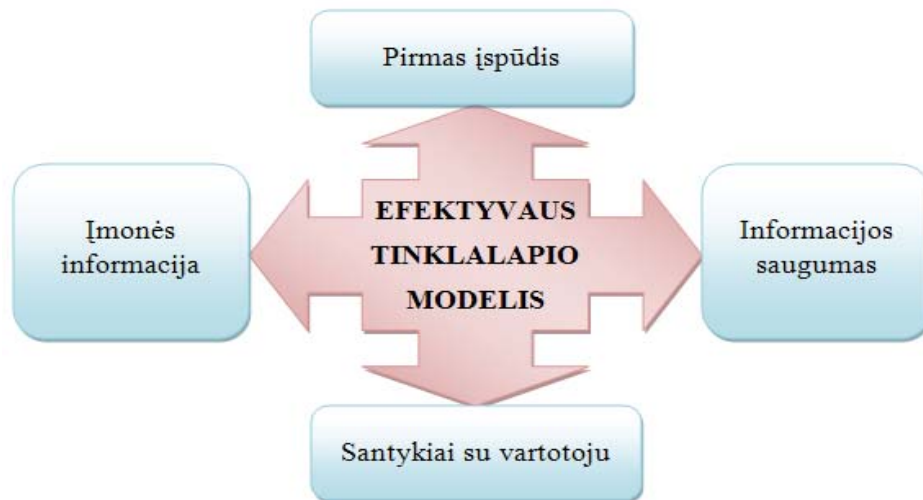 Pirmas įspūdis
Įmonės
informacija
EFEKTYVAUS
TINKLALAPIO
MODELIS
Informacijos
saugumas
Santykiai su vartotoju